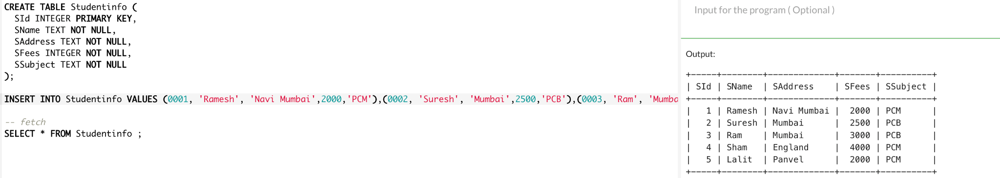 CREATE TABLE Studentinfo (
  SId INTEGER PRIMARY KEY,
  SName TEXT NOT NULL,
  SAddress TEXT NOT NULL,
  SFees INTEGER NOT NULL,
  SSubject TEXT NOT NULL
);
INSERT INTO Studentinfo VALUES (0001, 'Ramesh', 'Navi Mumbai',2000,'PCM'),(0002, 'Suresh', 'Mumbai',2500,'PCB'),(0003, 'Ram', 'Mumba
-- fetch
SELECT * FROM Studentinfo ;
Input for the program ( Optional )
Output:
+-----+--------+-------------+-------+----------+
| SId | SName  | SAddress    | SFees | SSubject |
+-----+--------+-------------+-------+----------+
|   1 | Ramesh | Navi Mumbai |  2000 | PCM      |
|   2 | Suresh | Mumbai      |  2500 | PCB      |
|   3 | Ram    | Mumbai      |  3000 | PCB      |
|   4 | Sham   | England     |  4000 | PCM      |
|   5 | Lalit  | Panvel      |  2000 | PCM      |
+-----+--------+-------------+-------+----------+